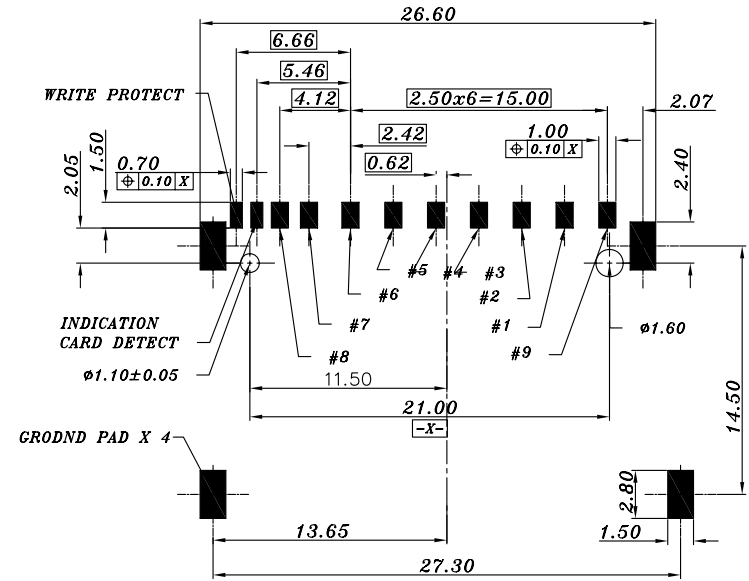 26.60
6.66
5.46
WRITE PROTECT
4.12
2.50x6=15.00
2.07
2.42
1.00
⌖ 0.10 X
0.62
0.70
⌖ 0.10 X
1.50
2.05
2.40
#5 #4 #3
#6
#2
#7
#1
#8
#9
INDICATION
CARD DETECT
ø1.10±0.05
ø1.60
11.50
21.00
-X-
14.50
GRODND PAD X 4
2.80
1.50
13.65
27.30